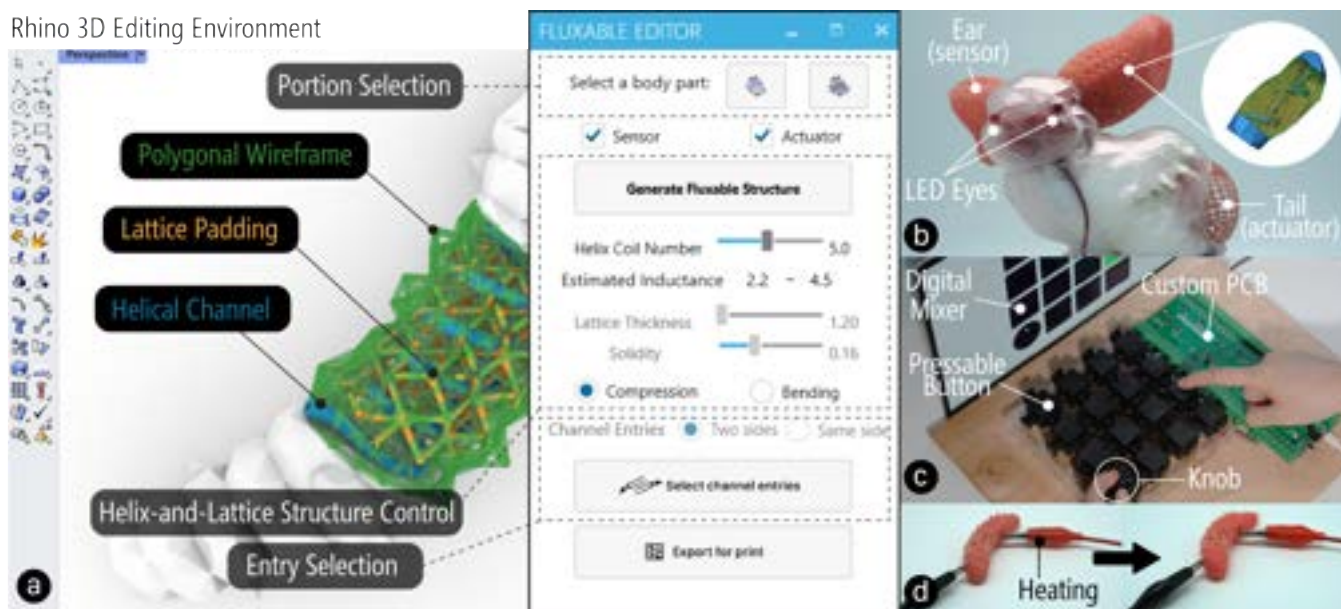 Rhino 3D Editing Environment
Perspective
Portion Selection
Polygonal Wireframe
Lattice Padding
Helical Channel
Helix-and-Lattice Structure Control
Entry Selection
a
FLUXABLE EDITOR
Select a body part:
Sensor Actuator
Generate Fluxable Structure
Helix Coil Number 5.0
Estimated Inductance 2.2 ~ 4.5
Lattice Thickness 1.20
Solidity 0.16
Compression Bending
Channel Entries Two sides Same side
Select channel entries
Export for print
Ear
(sensor)
LED Eyes
Tail
(actuator)
b
Digital
Mixer
Custom PCB
Pressable
Button
Knob
c
Heating
d